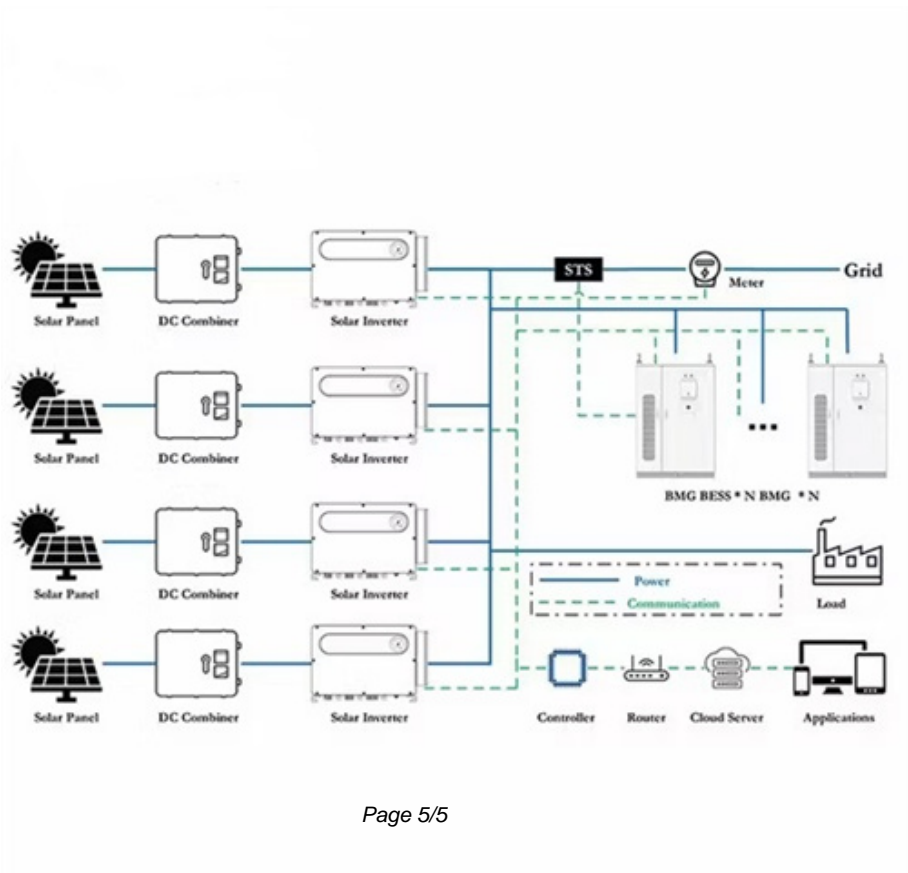 STS
Grid
Meter
Solar Panel DC Combiner Solar Inverter
Solar Panel DC Combiner Solar Inverter
BMG BESS * N BMG * N
Solar Panel DC Combiner Solar Inverter
Power
Communication
Load
Solar Panel DC Combiner Solar Inverter
Controller Router Cloud Server Applications
Page 5/5